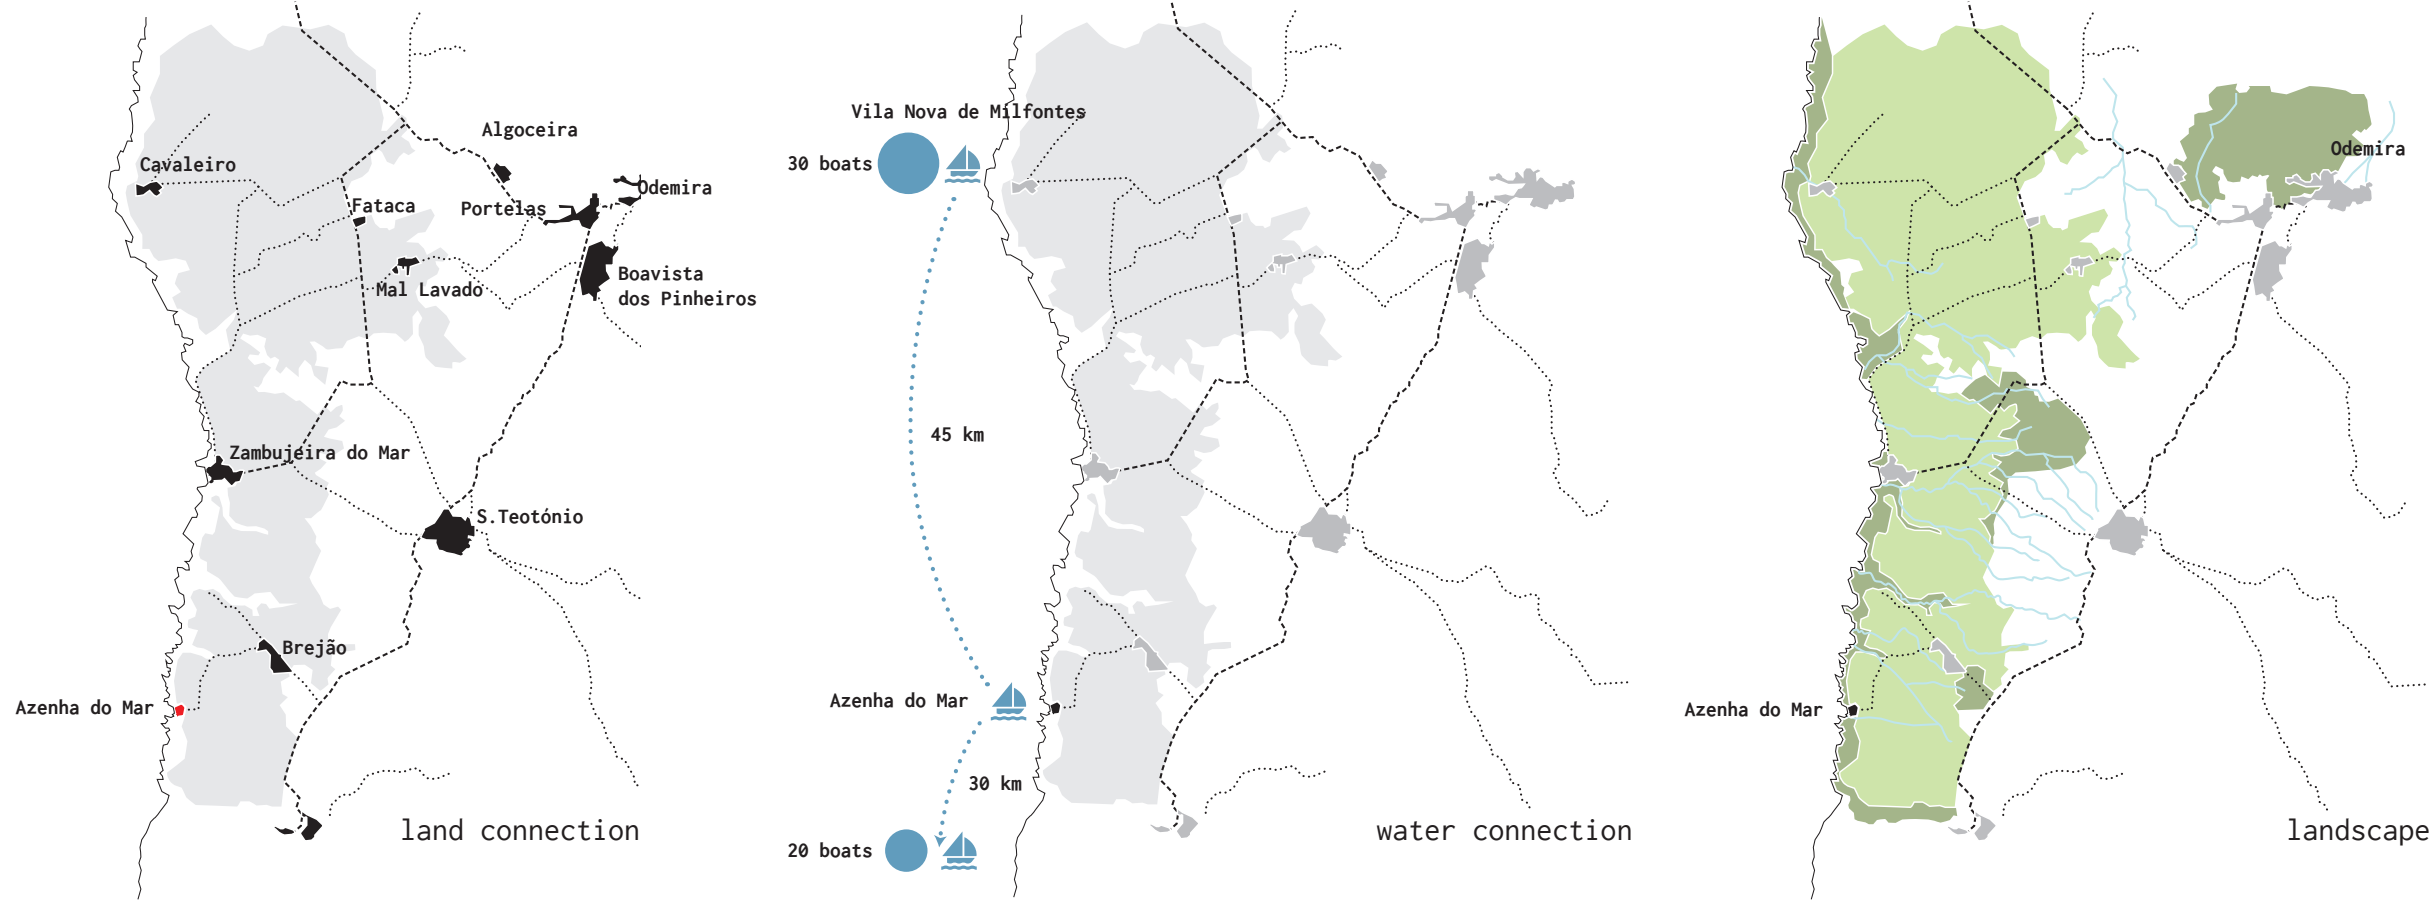 Algoceira
Cavaleiro
Odemira
Fataca
Portelas
Boavista
dos Pinheiros
Mal Lavado
Zambujeira do Mar
S.Teotónio
Brejão
Azenha do Mar
land connection
Vila Nova de Milfontes
30 boats
45 km
Azenha do Mar
30 km
20 boats
water connection
Odemira
Azenha do Mar
landscape